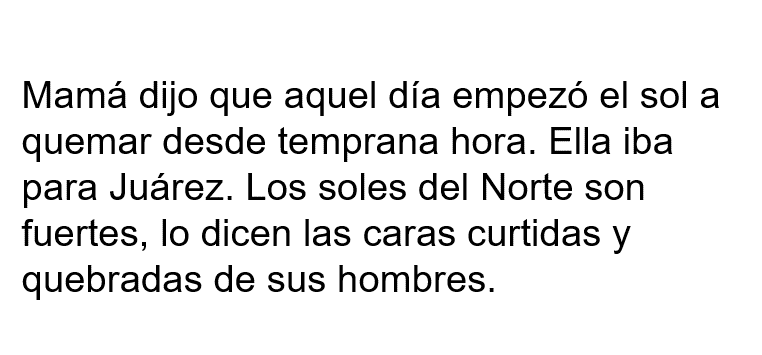 Mamá dijo que aquel día empezó el sol a
quemar desde temprana hora. Ella iba
para Juárez. Los soles del Norte son
fuertes, lo dicen las caras curtidas y
quebradas de sus hombres.